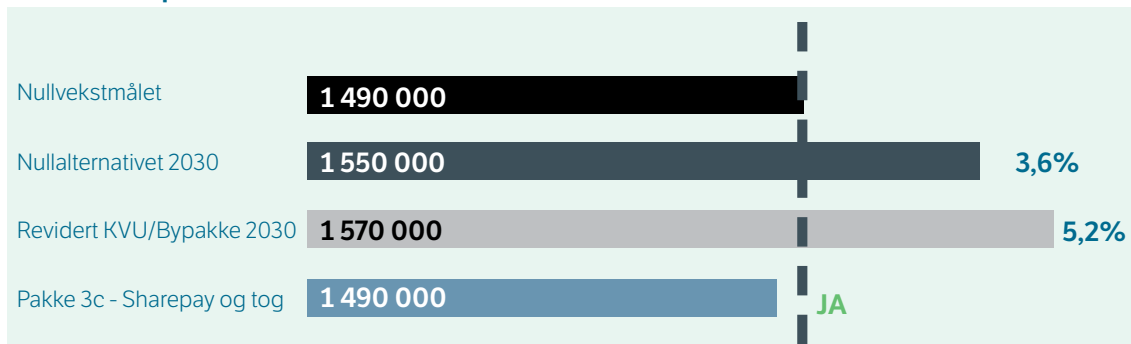 Nullvekstmålet 1 490 000
Nullalternativet 2030 1 550 000 3,6%
Revidert KVU/Bypakke 2030 1 570 000 5,2%
Pakke 3c - Sharepay og tog 1 490 000 JA